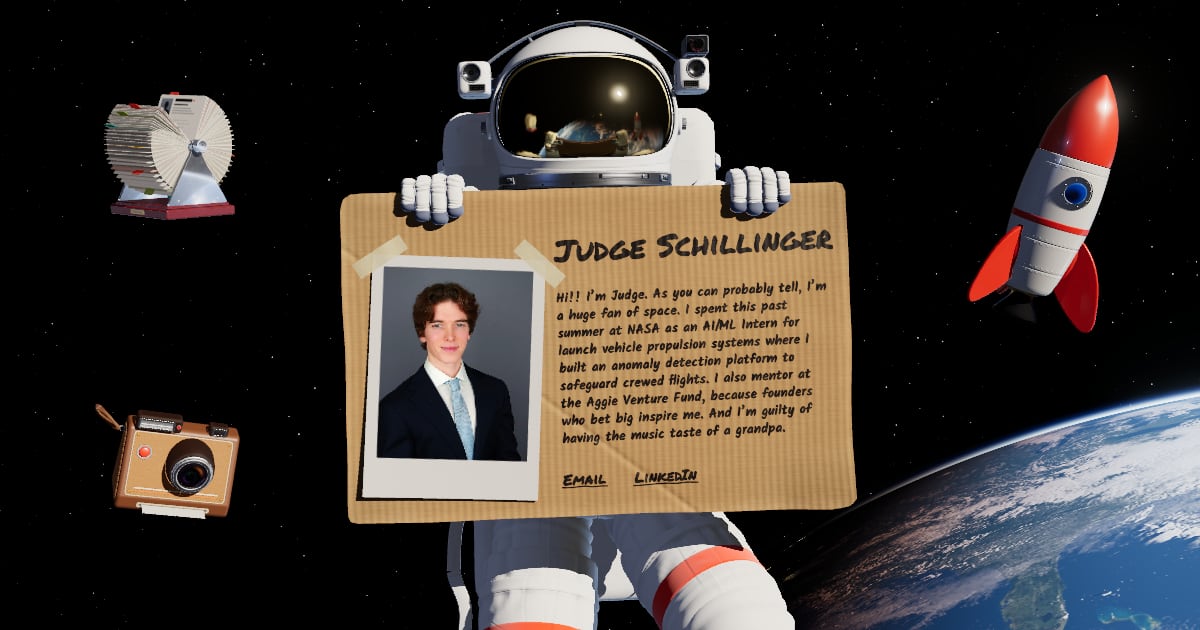 Judge Schillinger
Hi!! I'm Judge. As you can probably tell, I'm
a huge fan of space. I spent this past
summer at NASA as an AI/ML Intern for
launch vehicle propulsion systems where I
built an anomaly detection platform to
safeguard crewed flights. I also mentor at
the Aggie Venture Fund, because founders
who bet big inspire me. And I'm guilty of
having the music taste of a grandpa.
Email LinkedIn